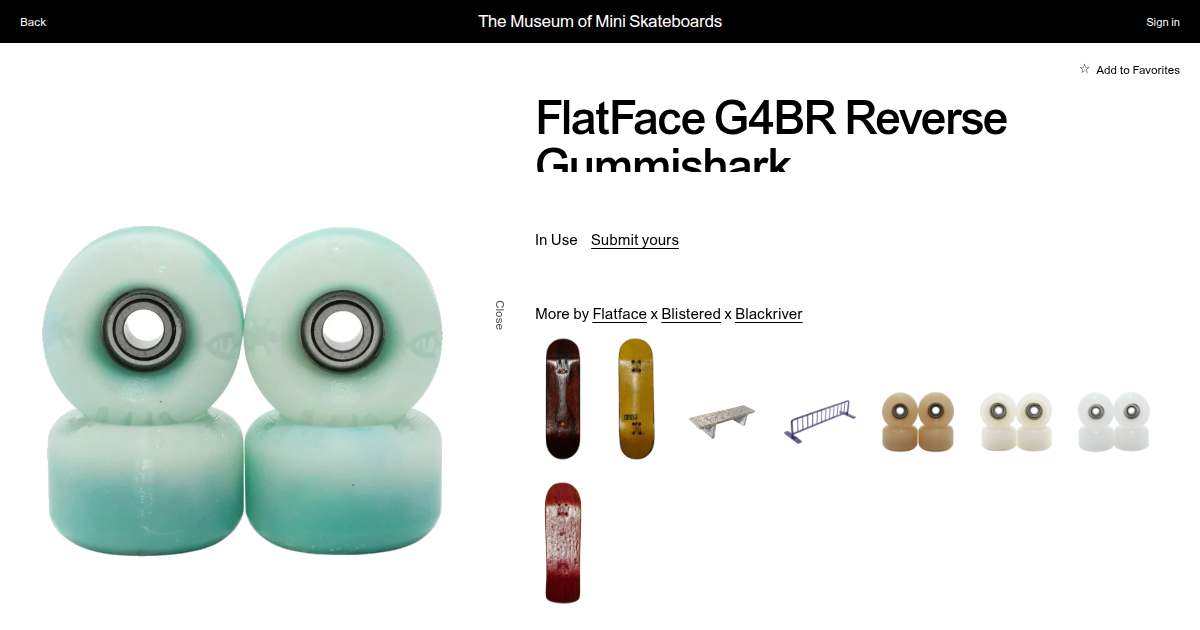 Back
The Museum of Mini Skateboards
Sign in
☆ Add to Favorites
FlatFace G4BR Reverse
Gummishark
In Use Submit yours
Close
More by Flatface x Blistered x Blackriver